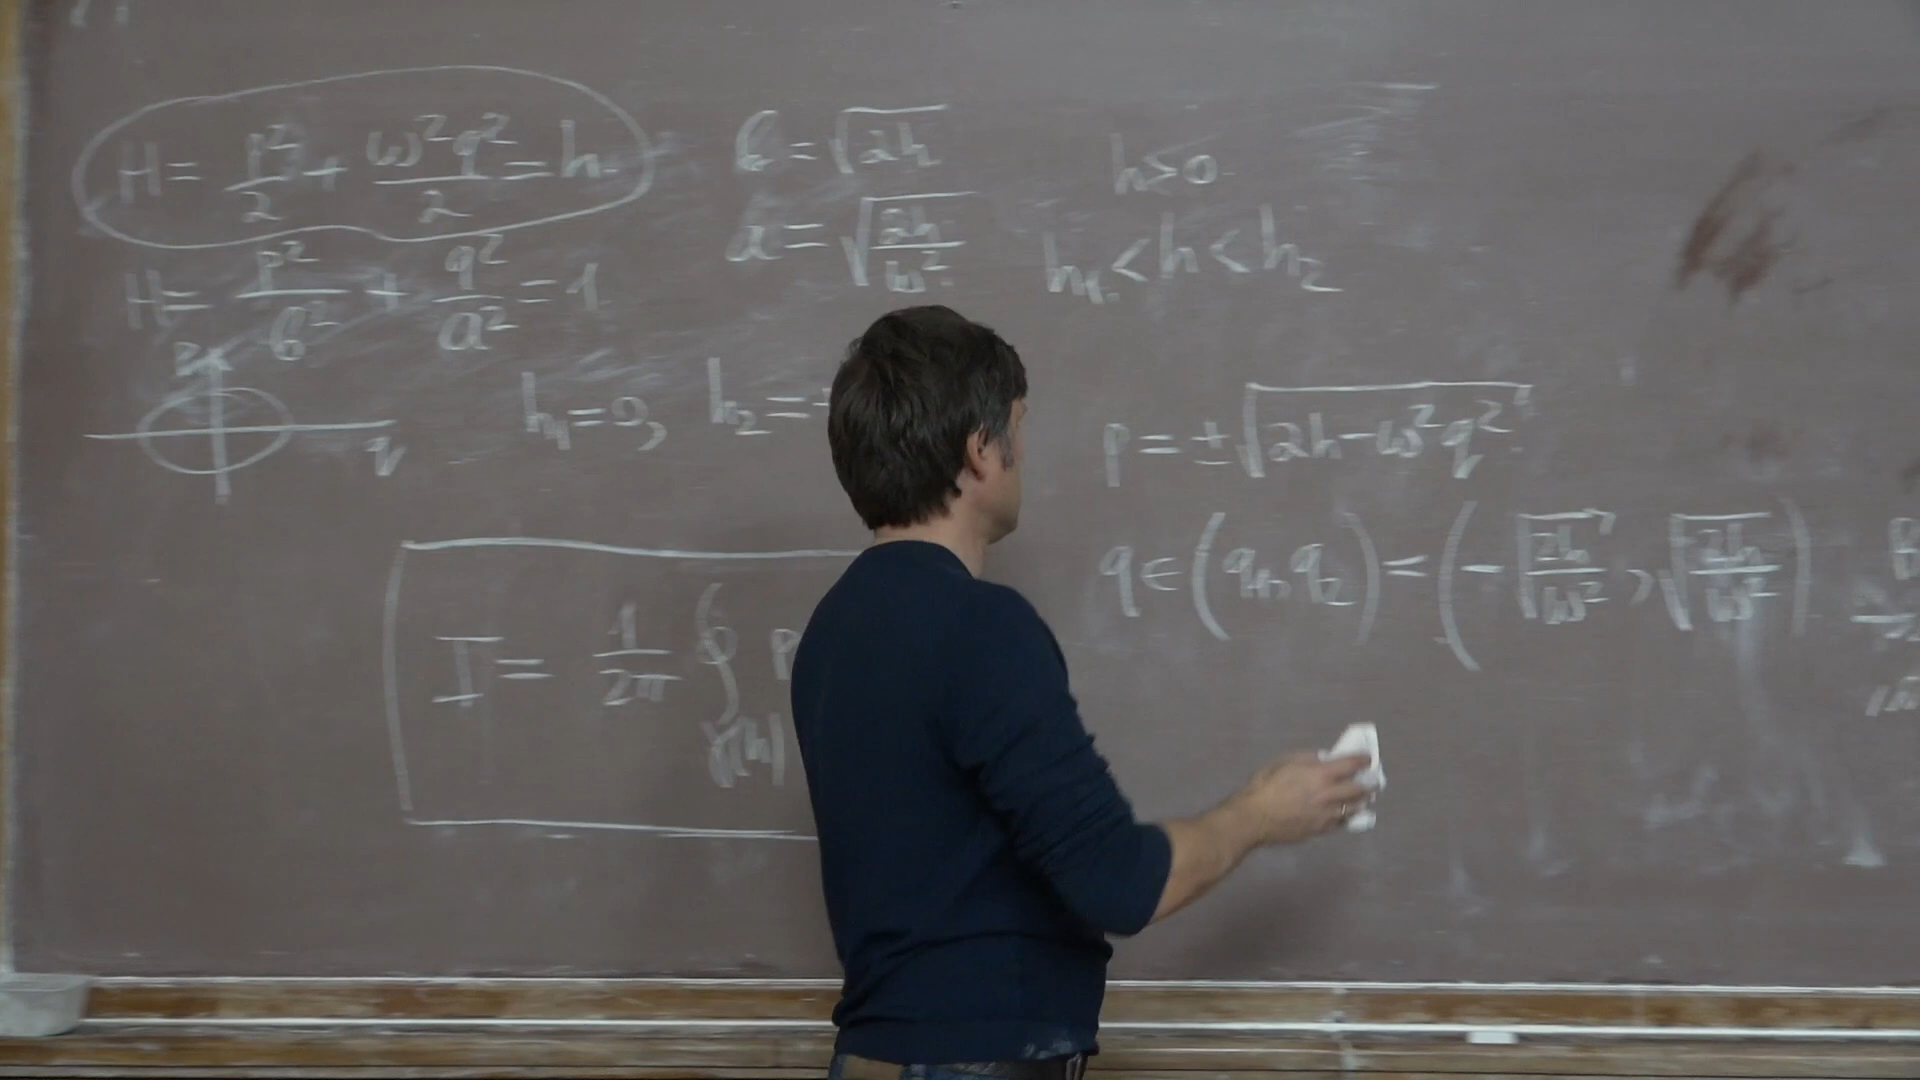 H = p²/2 + ω²q²/2 = h.
H = p²/b² + q²/a² = 1.
p
q
h₁ = 0, h₂ =
I = 1/2π ∮ p
γ(h)
b = √2h
a = √(2h/ω²)
h > 0.
h₁ < h < h₂
p = ±√(2h - ω²q²)
q ∈ (q₁, q₂) = (-√(2h/ω²), √(2h/ω²))